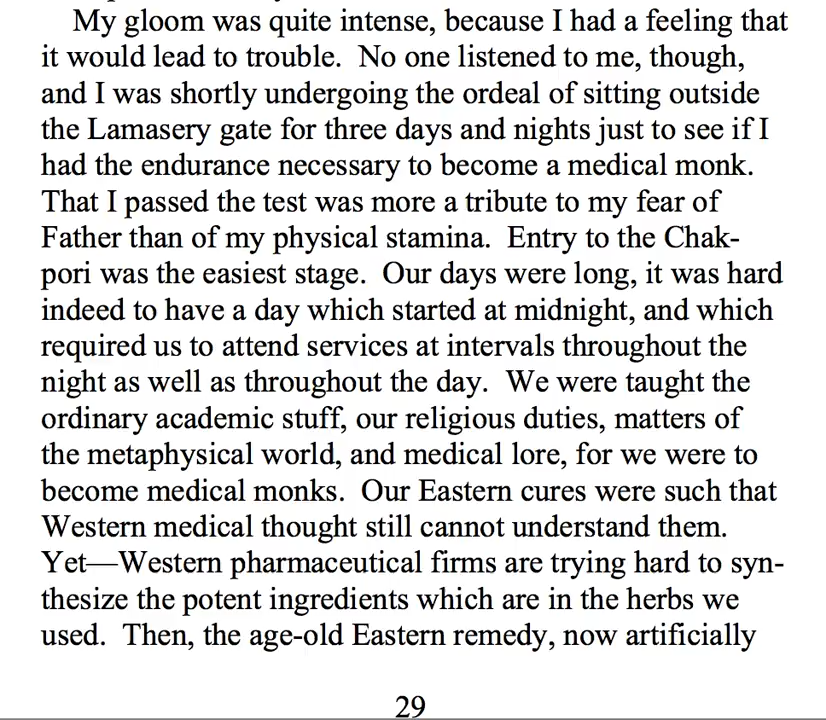 My gloom was quite intense, because I had a feeling that
it would lead to trouble.  No one listened to me, though,
and I was shortly undergoing the ordeal of sitting outside
the Lamasery gate for three days and nights just to see if I
had the endurance necessary to become a medical monk.
That I passed the test was more a tribute to my fear of
Father than of my physical stamina.  Entry to the Chak-
pori was the easiest stage.  Our days were long, it was hard
indeed to have a day which started at midnight, and which
required us to attend services at intervals throughout the
night as well as throughout the day.  We were taught the
ordinary academic stuff, our religious duties, matters of
the metaphysical world, and medical lore, for we were to
become medical monks.  Our Eastern cures were such that
Western medical thought still cannot understand them.
Yet—Western pharmaceutical firms are trying hard to syn-
thesize the potent ingredients which are in the herbs we
used.  Then, the age-old Eastern remedy, now artificially
29